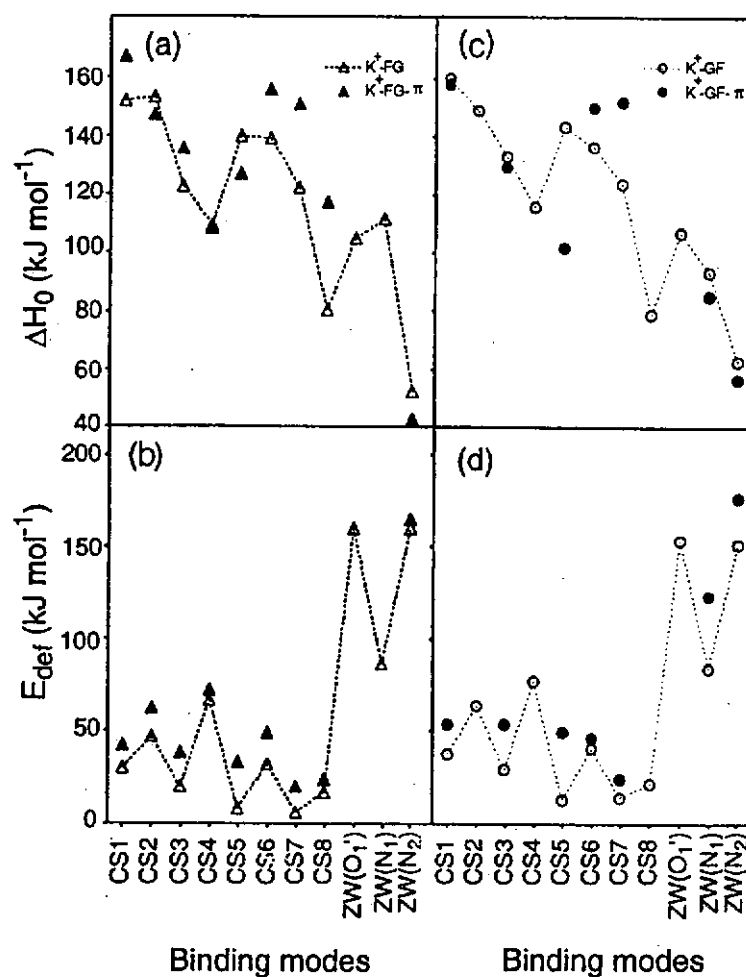 (a)
K⁺-FG
K⁺-FG-π
(c)
K⁺-GF
K⁺-GF-π
160
140
120
100
80
60
40
ΔH₀ (kJ mol⁻¹)
(b)
(d)
200
150
100
50
0
E_def (kJ mol⁻¹)
CS1 CS2 CS3 CS4 CS5 CS6 CS7 CS8 ZW(O₁') ZW(N₁) ZW(N₂)
CS1 CS2 CS3 CS4 CS5 CS6 CS7 CS8 ZW(O₁') ZW(N₁) ZW(N₂)
Binding modes
Binding modes